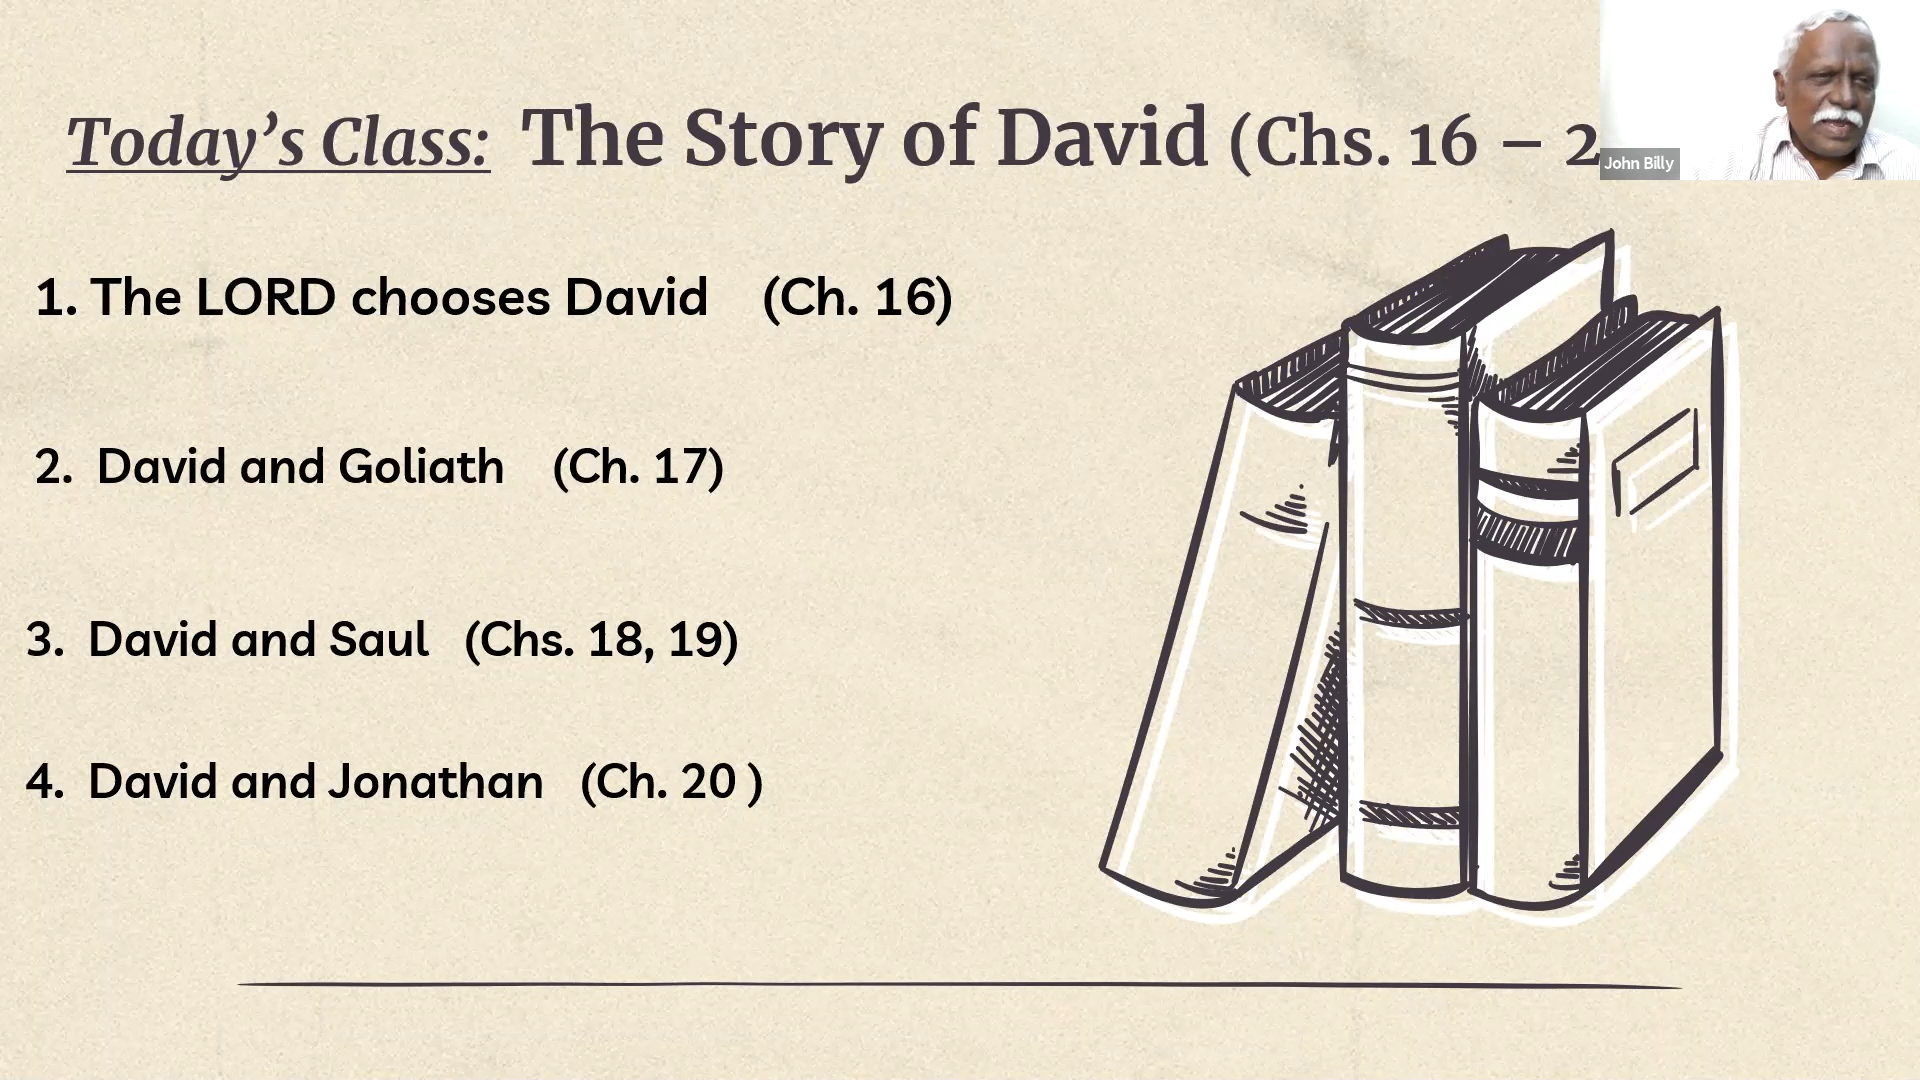 Today's Class: The Story of David (Chs. 16 – 2
John Billy
1. The LORD chooses David (Ch. 16)
2. David and Goliath (Ch. 17)
3. David and Saul (Chs. 18, 19)
4. David and Jonathan (Ch. 20 )